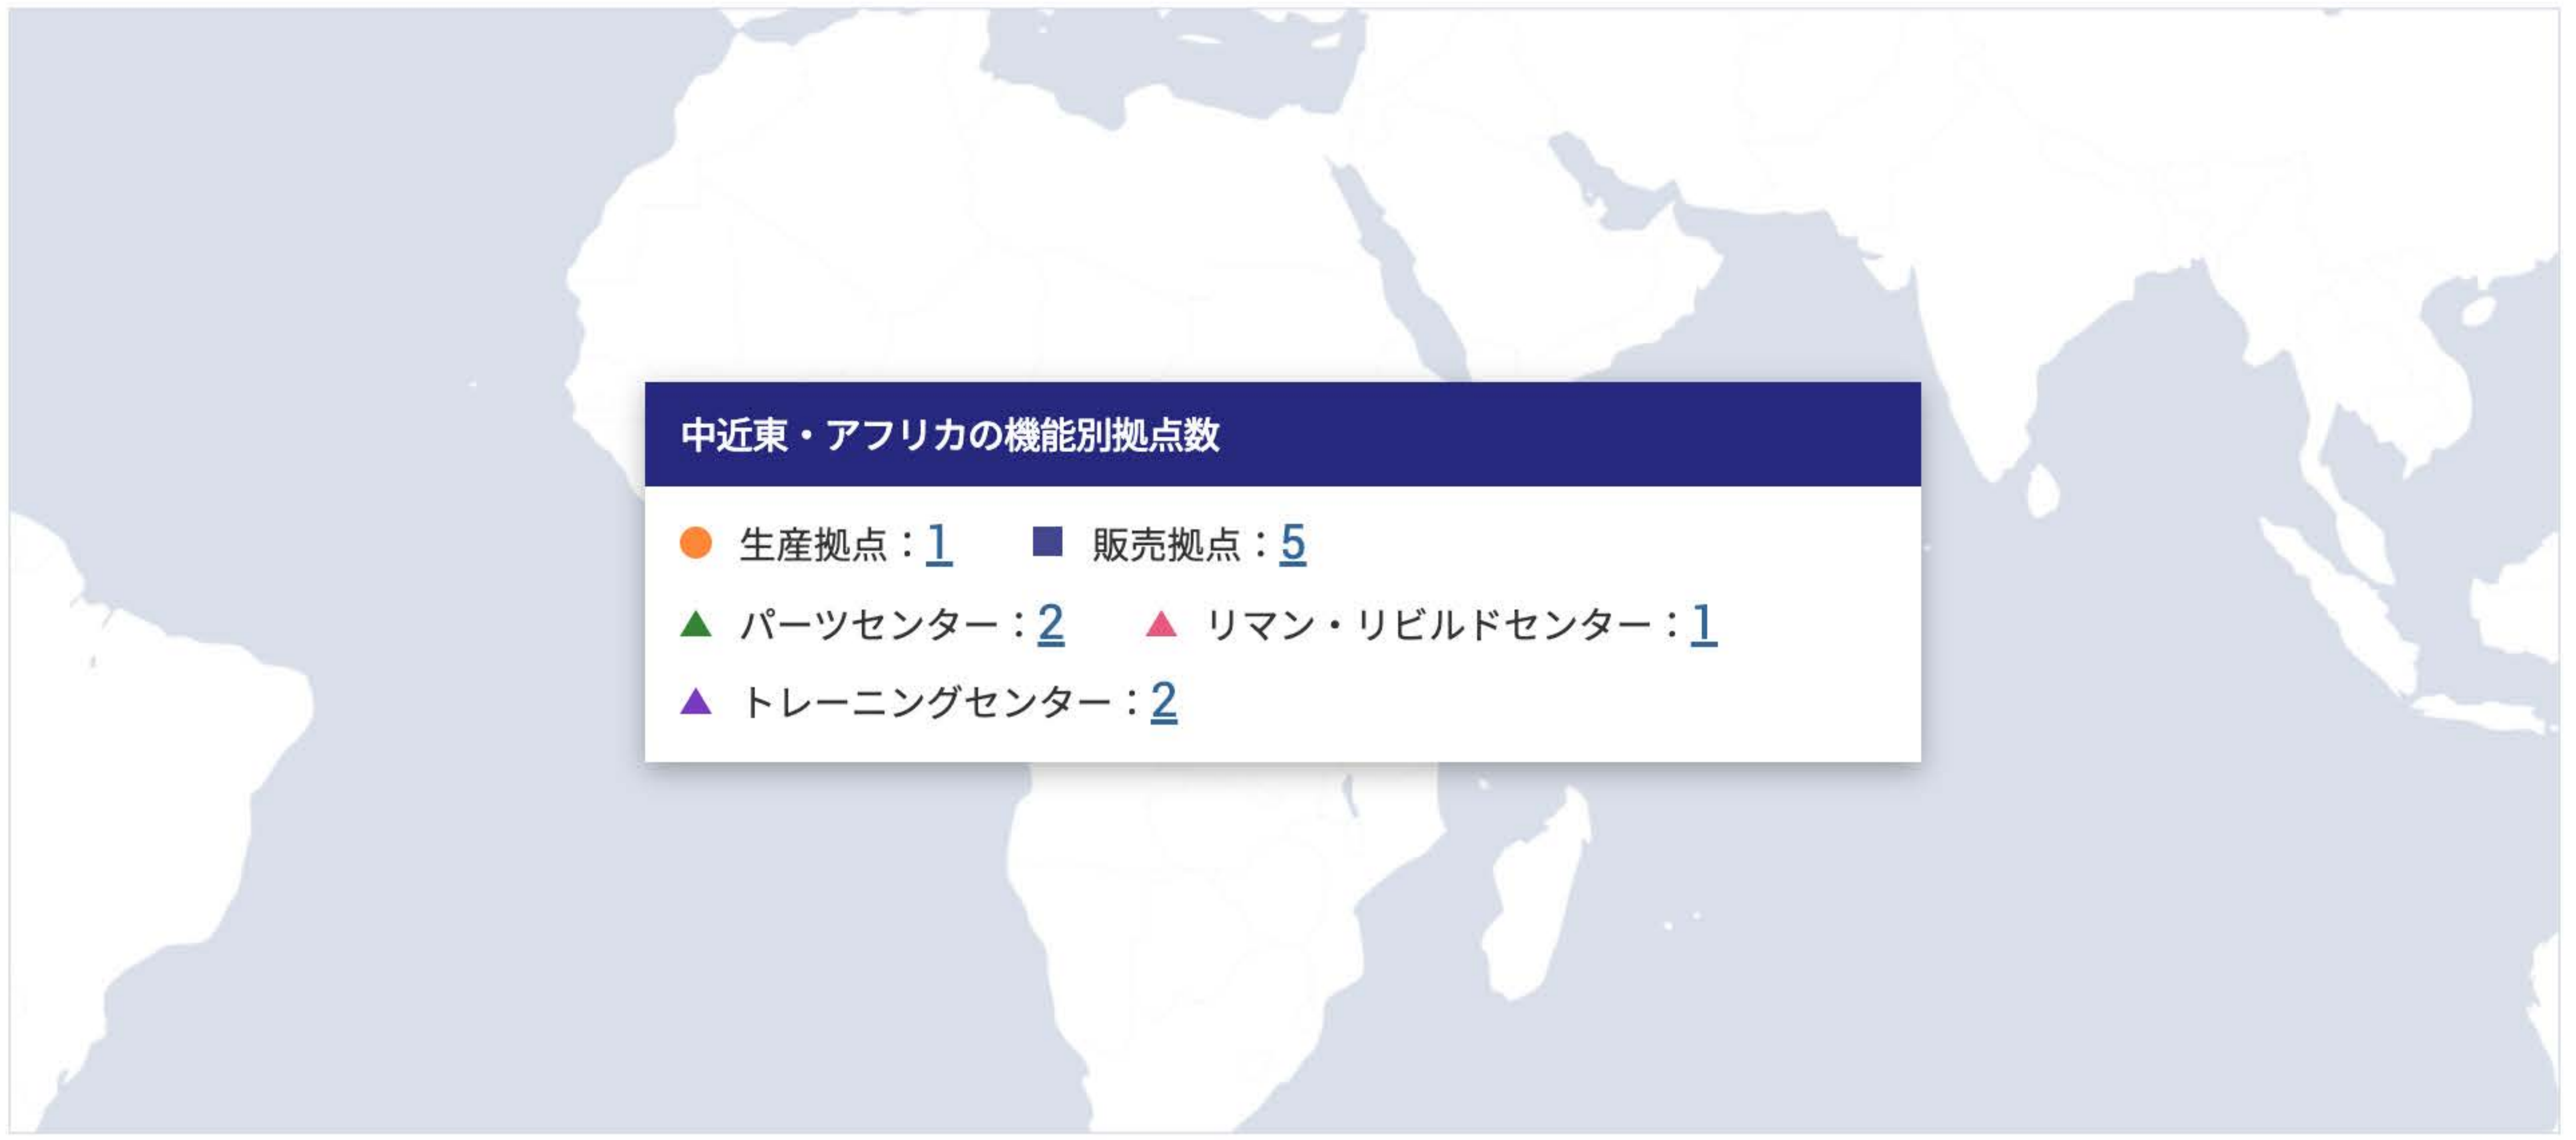 中近東・アフリカの機能別拠点数
生産拠点：1 販売拠点：5
パーツセンター：2 リマン・リビルドセンター：1
トレーニングセンター：2